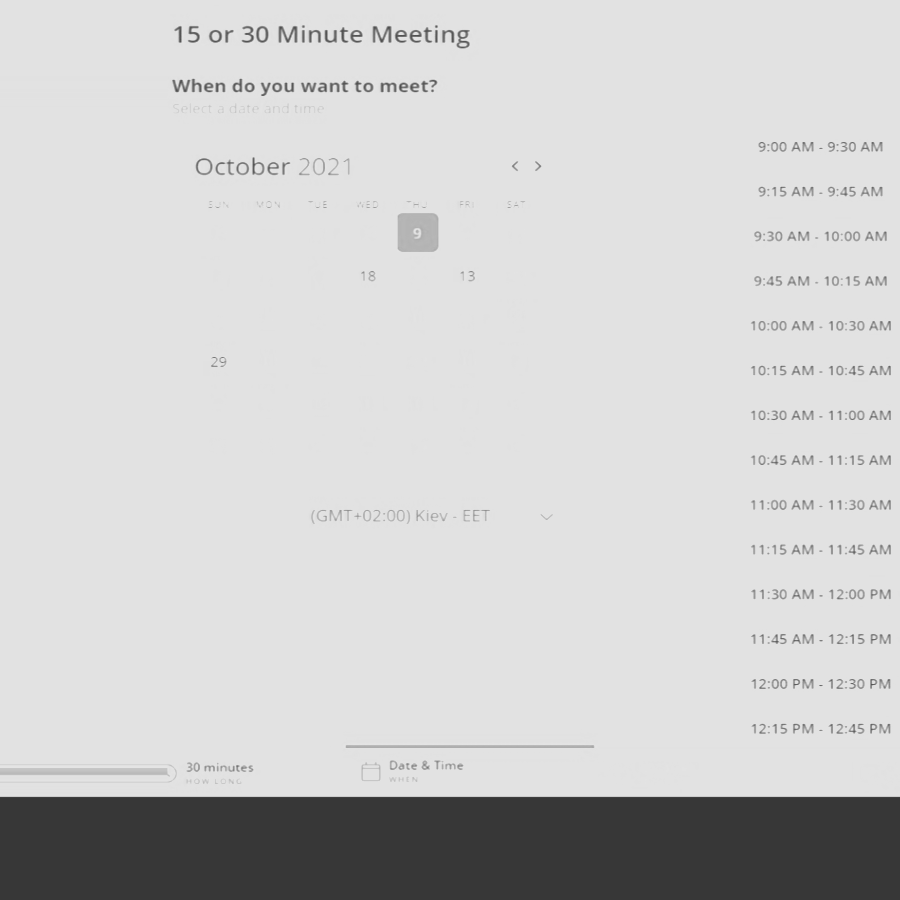 15 or 30 Minute Meeting
When do you want to meet?
Select a date and time
October 2021
SUN MON TUE WED THU FRI SAT
9
18 13
29
(GMT+02:00) Kiev - EET
9:00 AM - 9:30 AM
9:15 AM - 9:45 AM
9:30 AM - 10:00 AM
9:45 AM - 10:15 AM
10:00 AM - 10:30 AM
10:15 AM - 10:45 AM
10:30 AM - 11:00 AM
10:45 AM - 11:15 AM
11:00 AM - 11:30 AM
11:15 AM - 11:45 AM
11:30 AM - 12:00 PM
11:45 AM - 12:15 PM
12:00 PM - 12:30 PM
12:15 PM - 12:45 PM
30 minutes
HOW LONG
Date & Time
WHEN